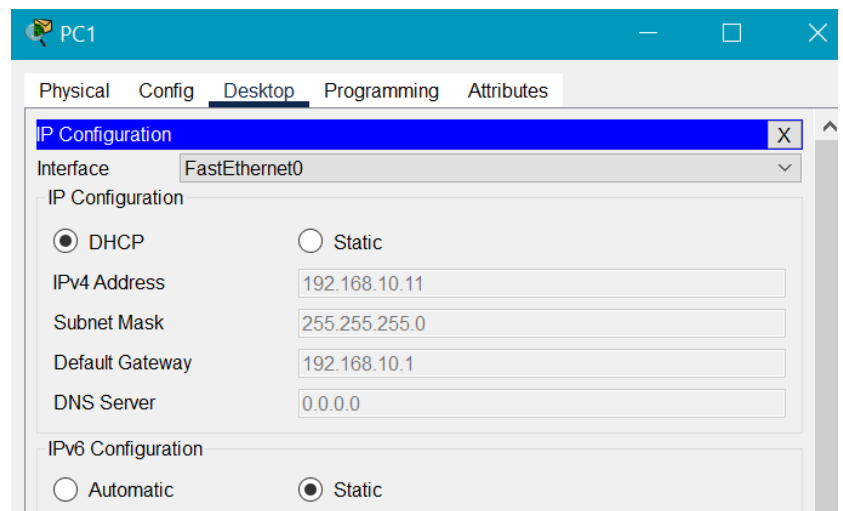 PC1
Physical Config Desktop Programming Attributes
IP Configuration X
Interface FastEthernet0
IP Configuration
DHCP Static
IPv4 Address 192.168.10.11
Subnet Mask 255.255.255.0
Default Gateway 192.168.10.1
DNS Server 0.0.0.0
IPv6 Configuration
Automatic Static